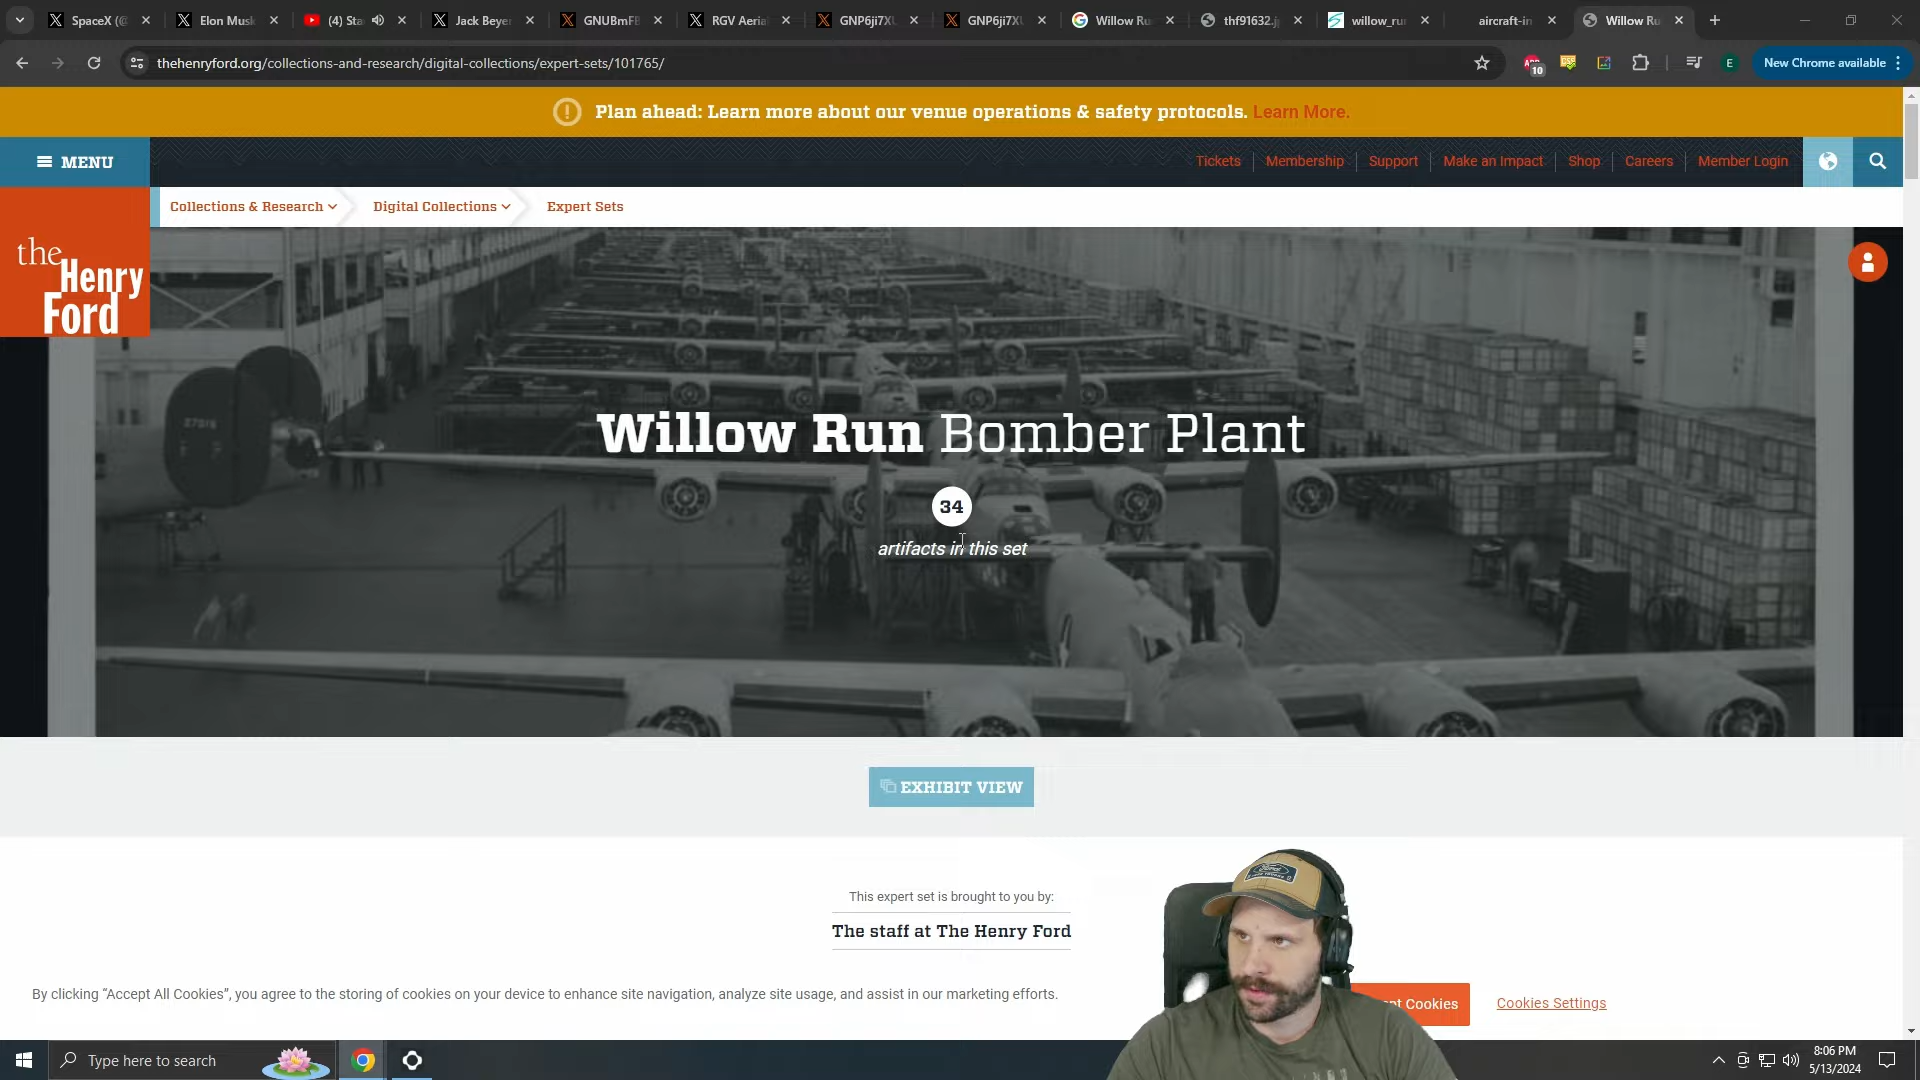 SpaceX (@
Elon Musk
(4) Sta
Jack Beyer
GNUBmFB
RGV Aerial
GNP6ji7XU
GNP6ji7XU
Willow Ru
thf91632.j
willow_ru
aircraft-in
Willow Ru
thehenryford.org/collections-and-research/digital-collections/expert-sets/101765/
10
E
New Chrome available
Plan ahead: Learn more about our venue operations & safety protocols. Learn More.
MENU
Tickets
Membership
Support
Make an Impact
Shop
Careers
Member Login
Collections & Research
Digital Collections
Expert Sets
the
Henry
Ford
Willow Run Bomber Plant
34
artifacts in this set
EXHIBIT VIEW
This expert set is brought to you by:
The staff at The Henry Ford
By clicking “Accept All Cookies”, you agree to the storing of cookies on your device to enhance site navigation, analyze site usage, and assist in our marketing efforts.
Cookies
Cookies Settings
Ford
Type here to search
8:06 PM
5/13/2024